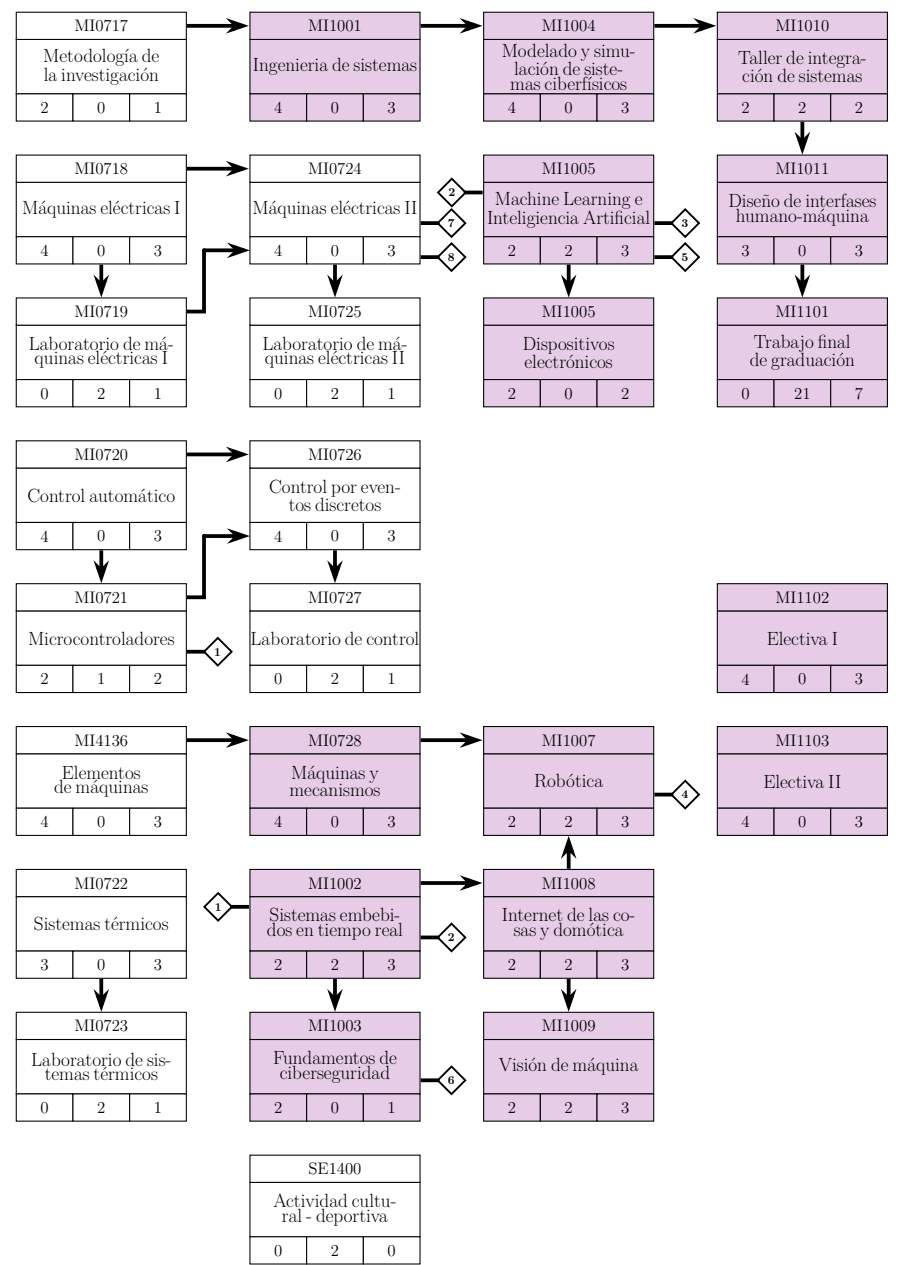 MI0717
Metodología de
la investigación
2 0 1
MI1001
Ingenieria de sistemas
4 0 3
MI1004
Modelado y simu-
lación de siste-
mas ciberfísicos
4 0 3
MI1010
Taller de integra-
ción de sistemas
2 2 2
MI0718
Máquinas eléctricas I
4 0 3
MI0724
Máquinas eléctricas II
4 0 3
7
8
2
MI1005
Machine Learning e
Inteligiencia Artificial
2 2 3
3
5
MI1011
Diseño de interfases
humano-máquina
3 0 3
MI0719
Laboratorio de má-
quinas eléctricas I
0 2 1
MI0725
Laboratorio de má-
quinas eléctricas II
0 2 1
MI1005
Dispositivos
electrónicos
2 0 2
MI1101
Trabajo final
de graduación
0 21 7
MI0720
Control automático
4 0 3
MI0726
Control por even-
tos discretos
4 0 3
MI0721
Microcontroladores
2 1 2
1
MI0727
Laboratorio de control
0 2 1
MI1102
Electiva I
4 0 3
MI4136
Elementos
de máquinas
4 0 3
MI0728
Máquinas y
mecanismos
4 0 3
MI1007
Robótica
2 2 3
4
MI1103
Electiva II
4 0 3
MI0722
Sistemas térmicos
3 0 3
1
MI1002
Sistemas embebi-
dos en tiempo real
2 2 3
2
MI1008
Internet de las co-
sas y domótica
2 2 3
MI0723
Laboratorio de sis-
temas térmicos
0 2 1
MI1003
Fundamentos de
ciberseguridad
2 0 1
6
MI1009
Visión de máquina
2 2 3
SE1400
Actividad cultu-
ral - deportiva
0 2 0